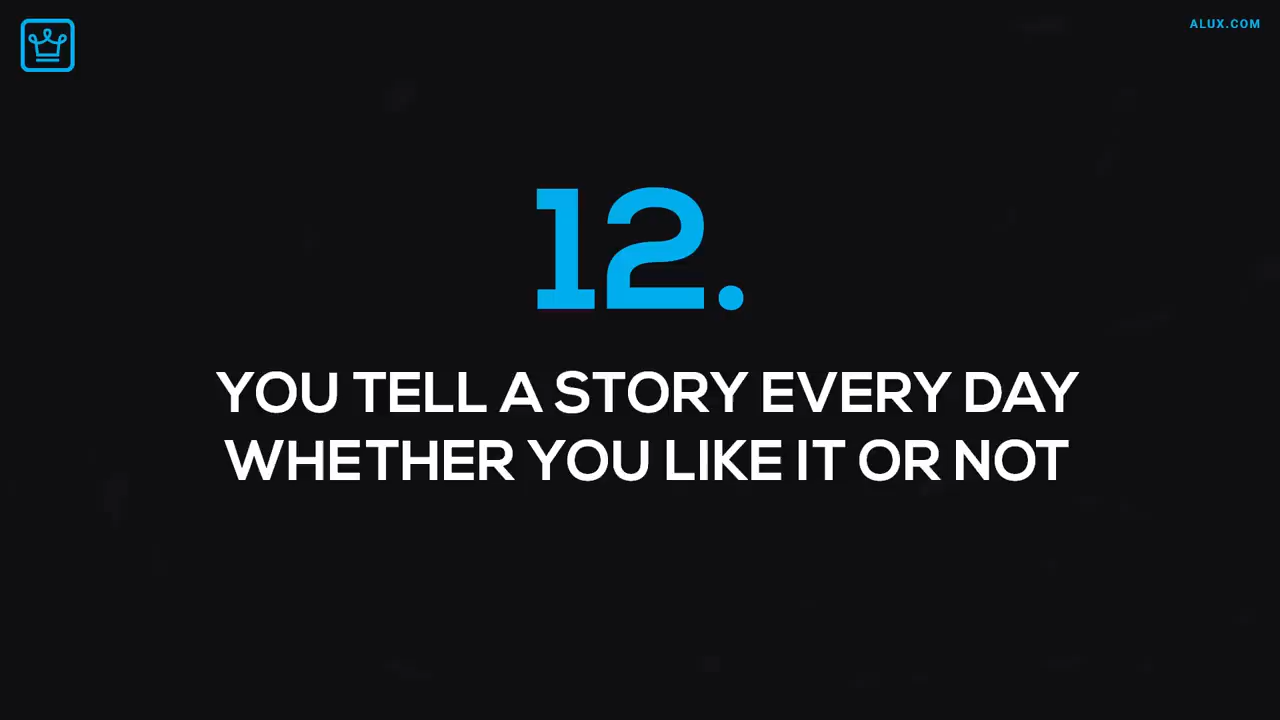 ALUX.COM
12.
YOU TELL A STORY EVERY DAY
WHETHER YOU LIKE IT OR NOT